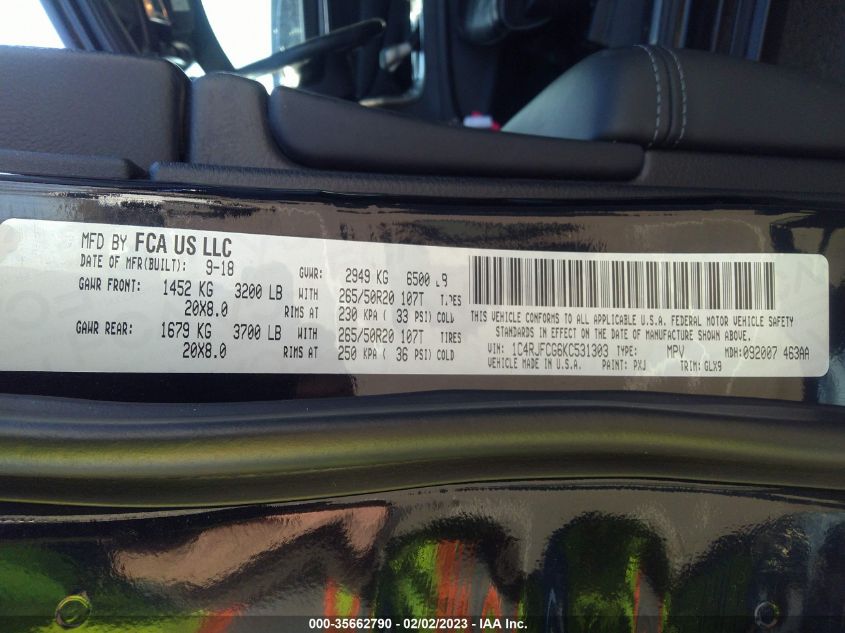 MFD BY FCA US LLC
DATE OF MFR(BUILT): 9-18 GVWR: 2949 KG 6500 LB
GAWR FRONT: 1452 KG 3200 LB WITH 265/50R20 107T TIRES
20X8.0 RIMS AT 230 KPA ( 33 PSI) COLD
GAWR REAR: 1679 KG 3700 LB WITH 265/50R20 107T TIRES
20X8.0 RIMS AT 250 KPA ( 36 PSI) COLD
THIS VEHICLE CONFORMS TO ALL APPLICABLE U.S.A. FEDERAL MOTOR VEHICLE SAFETY
STANDARDS IN EFFECT ON THE DATE OF MANUFACTURE SHOWN ABOVE.
VIN: 1C4RJFCG6KC531303 TYPE: MPV MDH: 092007 463AA
VEHICLE MADE IN U.S.A. PAINT: PXJ TRIM: GLX9
000-35662790 - 02/02/2023 - IAA Inc.